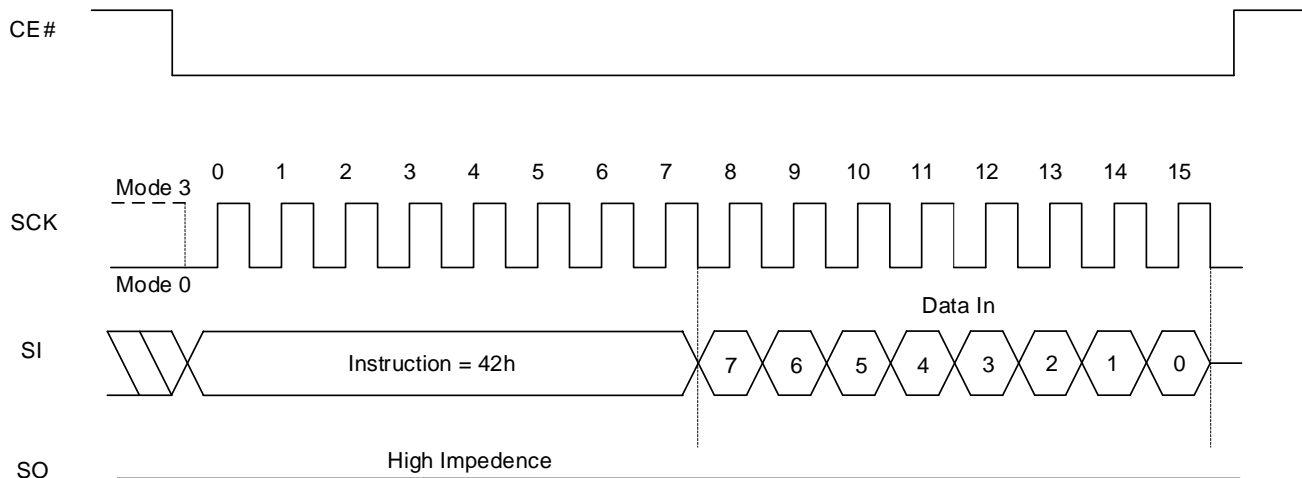 CE#
0 1 2 3 4 5 6 7 8 9 10 11 12 13 14 15
Mode 3
SCK
Mode 0
Data In
SI
Instruction = 42h
7 6 5 4 3 2 1 0
High Impedence
SO